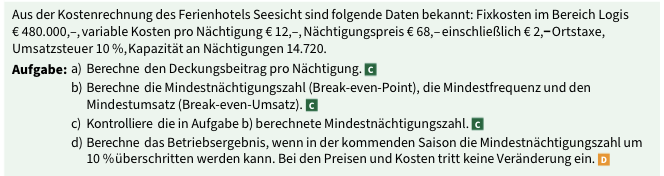 Aus der Kostenrechnung des Ferienhotels Seesicht sind folgende Daten bekannt: Fixkosten im Bereich Logis
€ 480.000,–, variable Kosten pro Nächtigung € 12,–, Nächtigungspreis € 68,– einschließlich € 2,– Ortstaxe,
Umsatzsteuer 10 %, Kapazität an Nächtigungen 14.720.
Aufgabe: a) Berechne den Deckungsbeitrag pro Nächtigung. C
b) Berechne die Mindestnächtigungszahl (Break-even-Point), die Mindestfrequenz und den
Mindestumsatz (Break-even-Umsatz). C
c) Kontrolliere die in Aufgabe b) berechnete Mindestnächtigungszahl. C
d) Berechne das Betriebsergebnis, wenn in der kommenden Saison die Mindestnächtigungszahl um
10 % überschritten werden kann. Bei den Preisen und Kosten tritt keine Veränderung ein. D